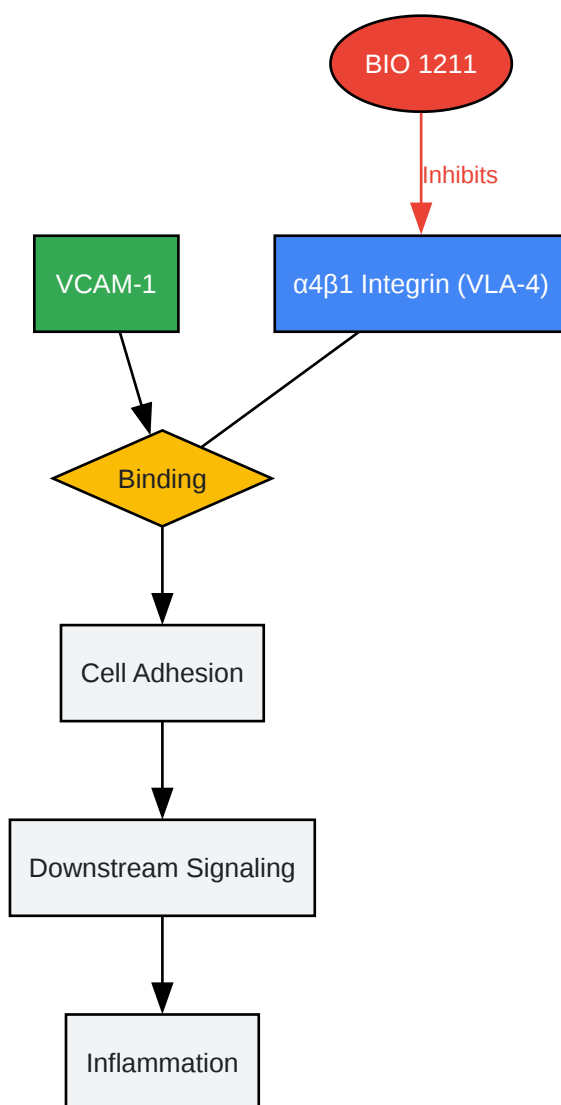 BIO 1211
Inhibits
VCAM-1
α4β1 Integrin (VLA-4)
Binding
Cell Adhesion
Downstream Signaling
Inflammation